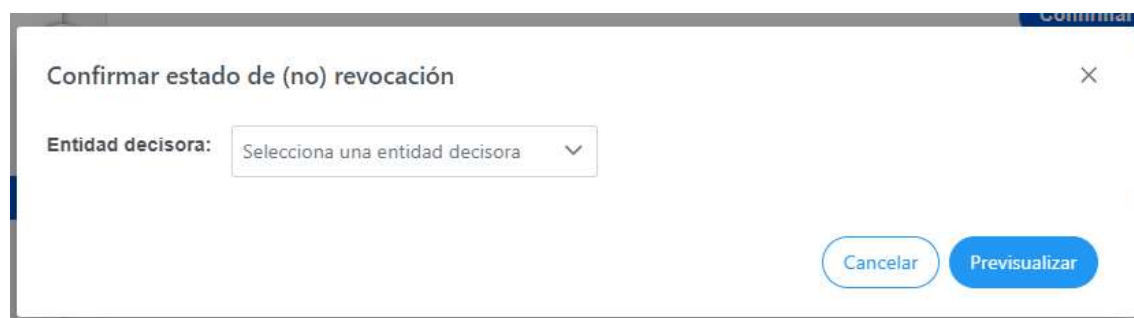 Confirmar
Confirmar estado de (no) revocación
Entidad decisora: Selecciona una entidad decisora
Cancelar Previsualizar